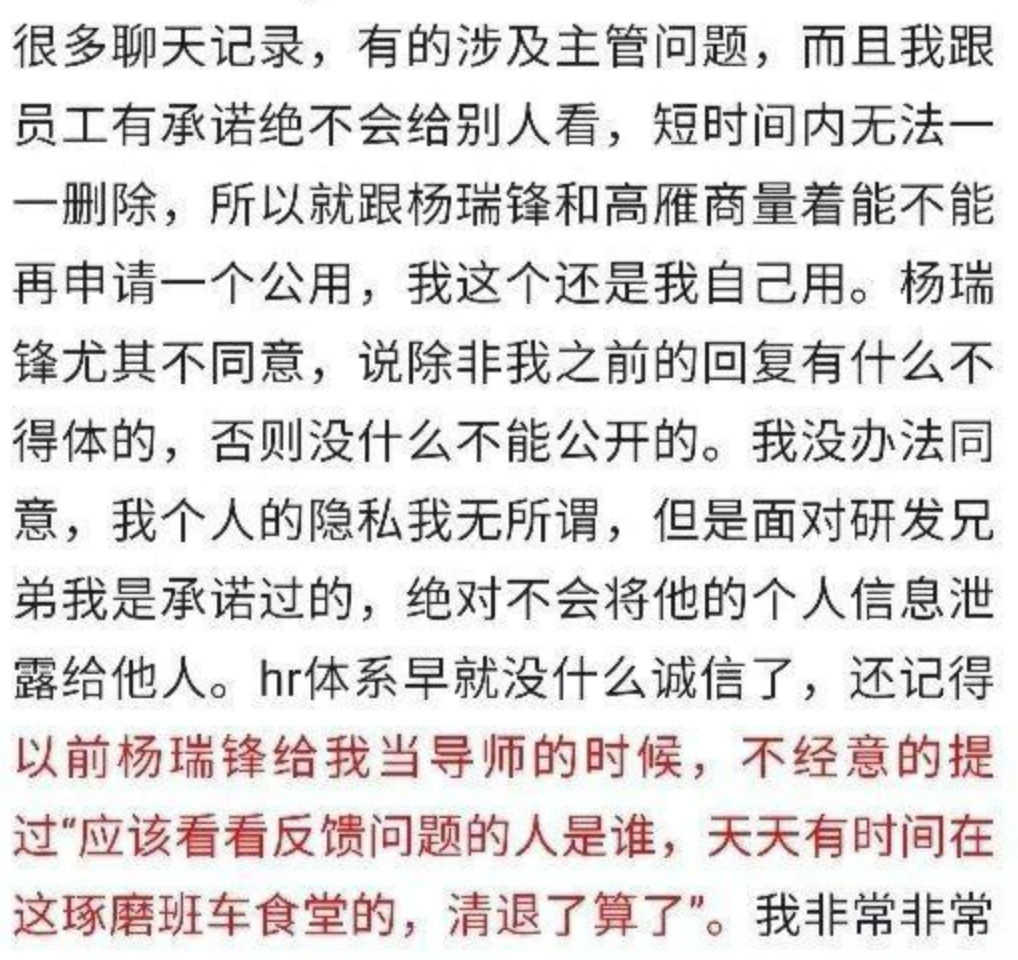 很多聊天记录，有的涉及主管问题，而且我跟
员工有承诺绝不会给别人看，短时间内无法一
一删除，所以就跟杨瑞锋和高雁商量着能不能
再申请一个公用，我这个还是我自己用。杨瑞
锋尤其不同意，说除非我之前的回复有什么不
得体的，否则没什么不能公开的。我没办法同
意，我个人的隐私我无所谓，但是面对研发兄
弟我是承诺过的，绝对不会将他的个人信息泄
露给他人。hr体系早就没什么诚信了，还记得
以前杨瑞锋给我当导师的时候，不经意的提
过“应该看看反馈问题的人是谁，天天有时间在
这琢磨班车食堂的，清退了算了”。我非常非常